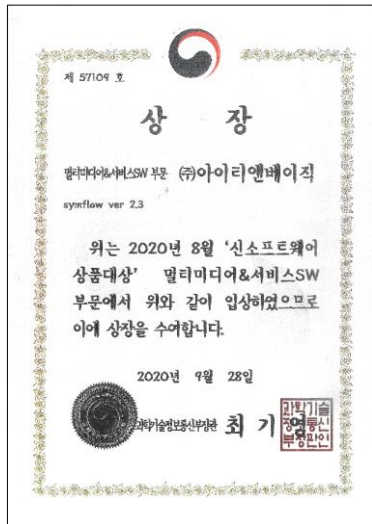 제 57109 호
상 장
멀티미디어&서비스SW 부문 (주)아이티앤베이직
symflow ver 2.3
위는 2020년 8월 '신소프트웨어
상품대상' 멀티미디어&서비스SW
부문에서 위와 같이 입상하였으므로
이에 상장을 수여합니다.
2020년 9월 28일
과학기술정보통신부장관 최기영
과학기술
정보통신
부장관인